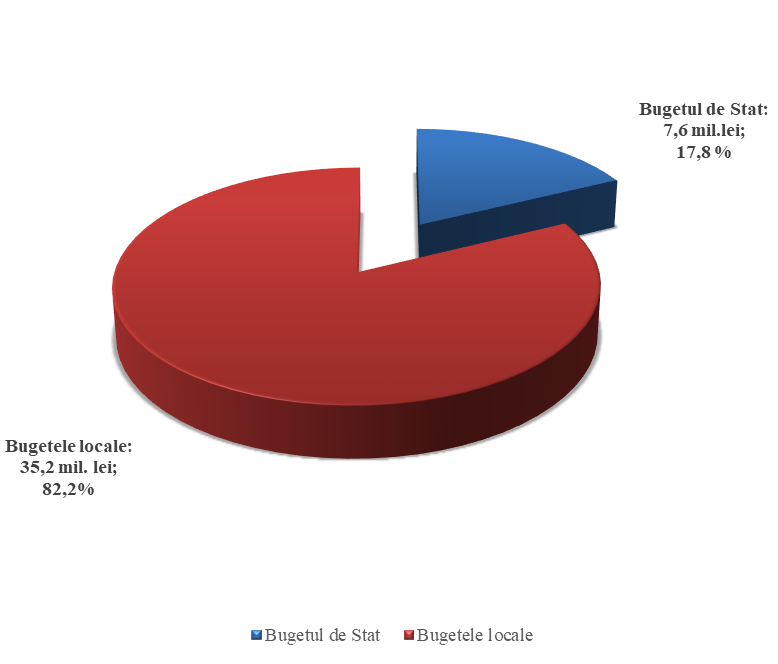 Bugetul de Stat:
7,6 mil.lei;
17,8 %
Bugetele locale:
35,2 mil. lei;
82,2%
Bugetul de Stat
Bugetele locale